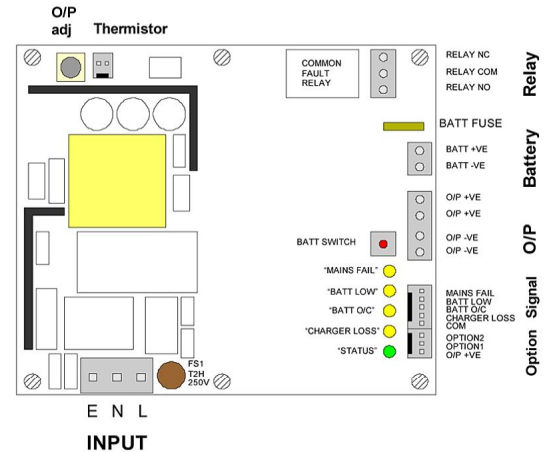 O/P
adj
Thermistor
COMMON
FAULT
RELAY
RELAY NC
RELAY COM
RELAY NO
Relay
BATT FUSE
BATT +VE
BATT -VE
Battery
O/P +VE
O/P +VE
O/P -VE
O/P -VE
O/P
BATT SWITCH
"MAINS FAIL"
"BATT LOW"
"BATT O/C"
"CHARGER LOSS"
"STATUS"
MAINS FAIL
BATT LOW
BATT O/C
CHARGER LOSS
COM
Signal
OPTION2
OPTION1
O/P +VE
Option
FS1
T2H
250V
E N L
INPUT